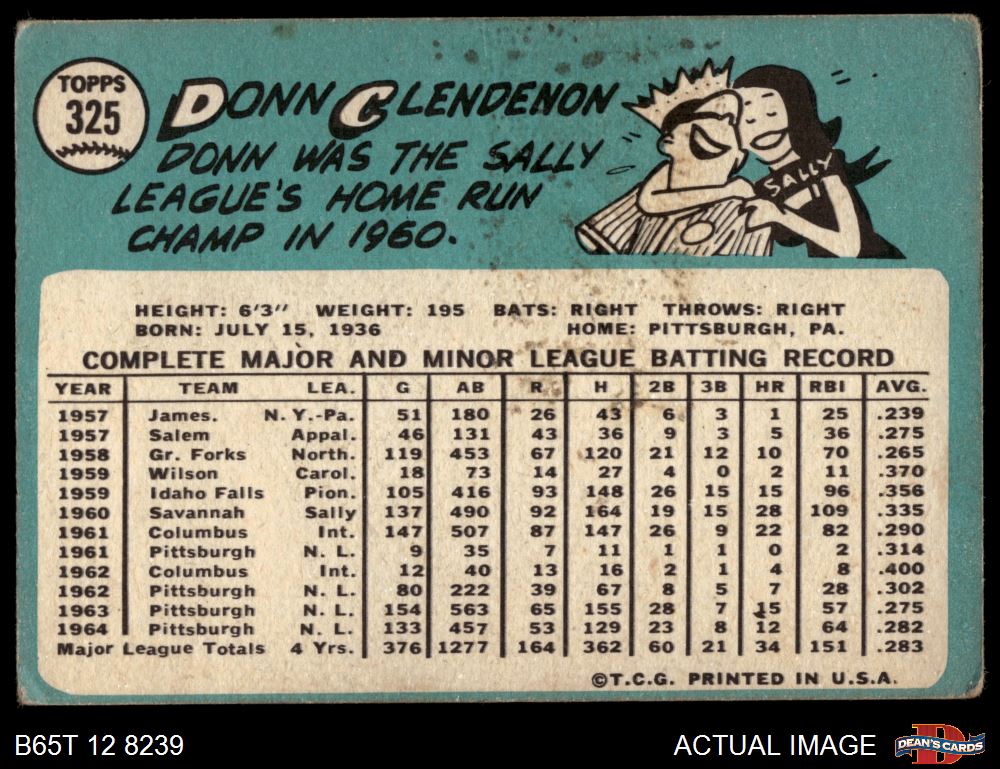 TOPPS
325
DONN CLENDENON
DONN WAS THE SALLY
LEAGUE'S HOME RUN
CHAMP IN 1960.
SALLY
HEIGHT: 6'3" WEIGHT: 195 BATS: RIGHT THROWS: RIGHT
BORN: JULY 15, 1936 HOME: PITTSBURGH, PA.
COMPLETE MAJOR AND MINOR LEAGUE BATTING RECORD
YEAR TEAM LEA. G AB R H 2B 3B HR RBI AVG.
1957 James. N. Y.-Pa. 51 180 26 43 6 3 1 25 .239
1957 Salem Appal. 46 131 43 36 9 3 5 36 .275
1958 Gr. Forks North. 119 453 67 120 21 12 10 70 .265
1959 Wilson Carol. 18 73 14 27 4 0 2 11 .370
1959 Idaho Falls Pion. 105 416 93 148 26 15 15 96 .356
1960 Savannah Sally 137 490 92 164 19 15 28 109 .335
1961 Columbus Int. 147 507 87 147 26 9 22 82 .290
1961 Pittsburgh N. L. 9 35 7 11 1 1 0 2 .314
1962 Columbus Int. 12 40 13 16 2 1 4 8 .400
1962 Pittsburgh N. L. 80 222 39 67 8 5 7 28 .302
1963 Pittsburgh N. L. 154 563 65 155 28 7 15 57 .275
1964 Pittsburgh N. L. 133 457 53 129 23 8 12 64 .282
Major League Totals 4 Yrs. 376 1277 164 362 60 21 34 151 .283
©T.C.G. PRINTED IN U.S.A.
B65T 12 8239 ACTUAL IMAGE DEAN'S CARDS